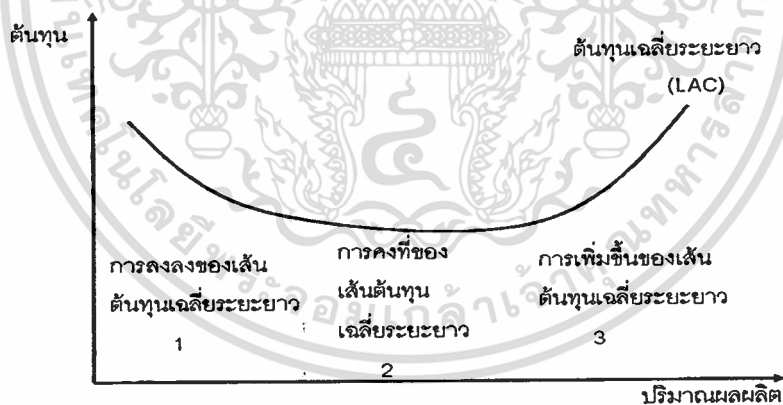 ต้นทุน
ต้นทุนเฉลี่ยระยะยาว
(LAC)
การลงลงของเส้น
ต้นทุนเฉลี่ยระยะยาว
1
การคงที่ของ
เส้นต้นทุน
เฉลี่ยระยะยาว
2
การเพิ่มขึ้นของเส้น
ต้นทุนเฉลี่ยระยะยาว
3
ปริมาณผลผลิต